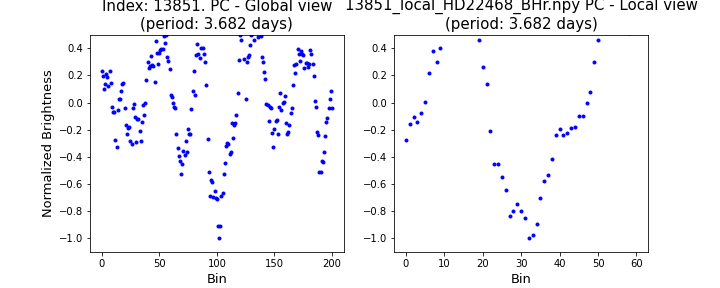 Index: 13851. PC - Global view
(period: 3.682 days)
13851_local_HD22468_BHr.npy PC - Local view
(period: 3.682 days)
Normalized Brightness
0.4
0.2
0.0
−0.2
−0.4
−0.6
−0.8
−1.0
0 50 100 150 200
Bin
0.4
0.2
0.0
−0.2
−0.4
−0.6
−0.8
−1.0
0 10 20 30 40 50 60
Bin